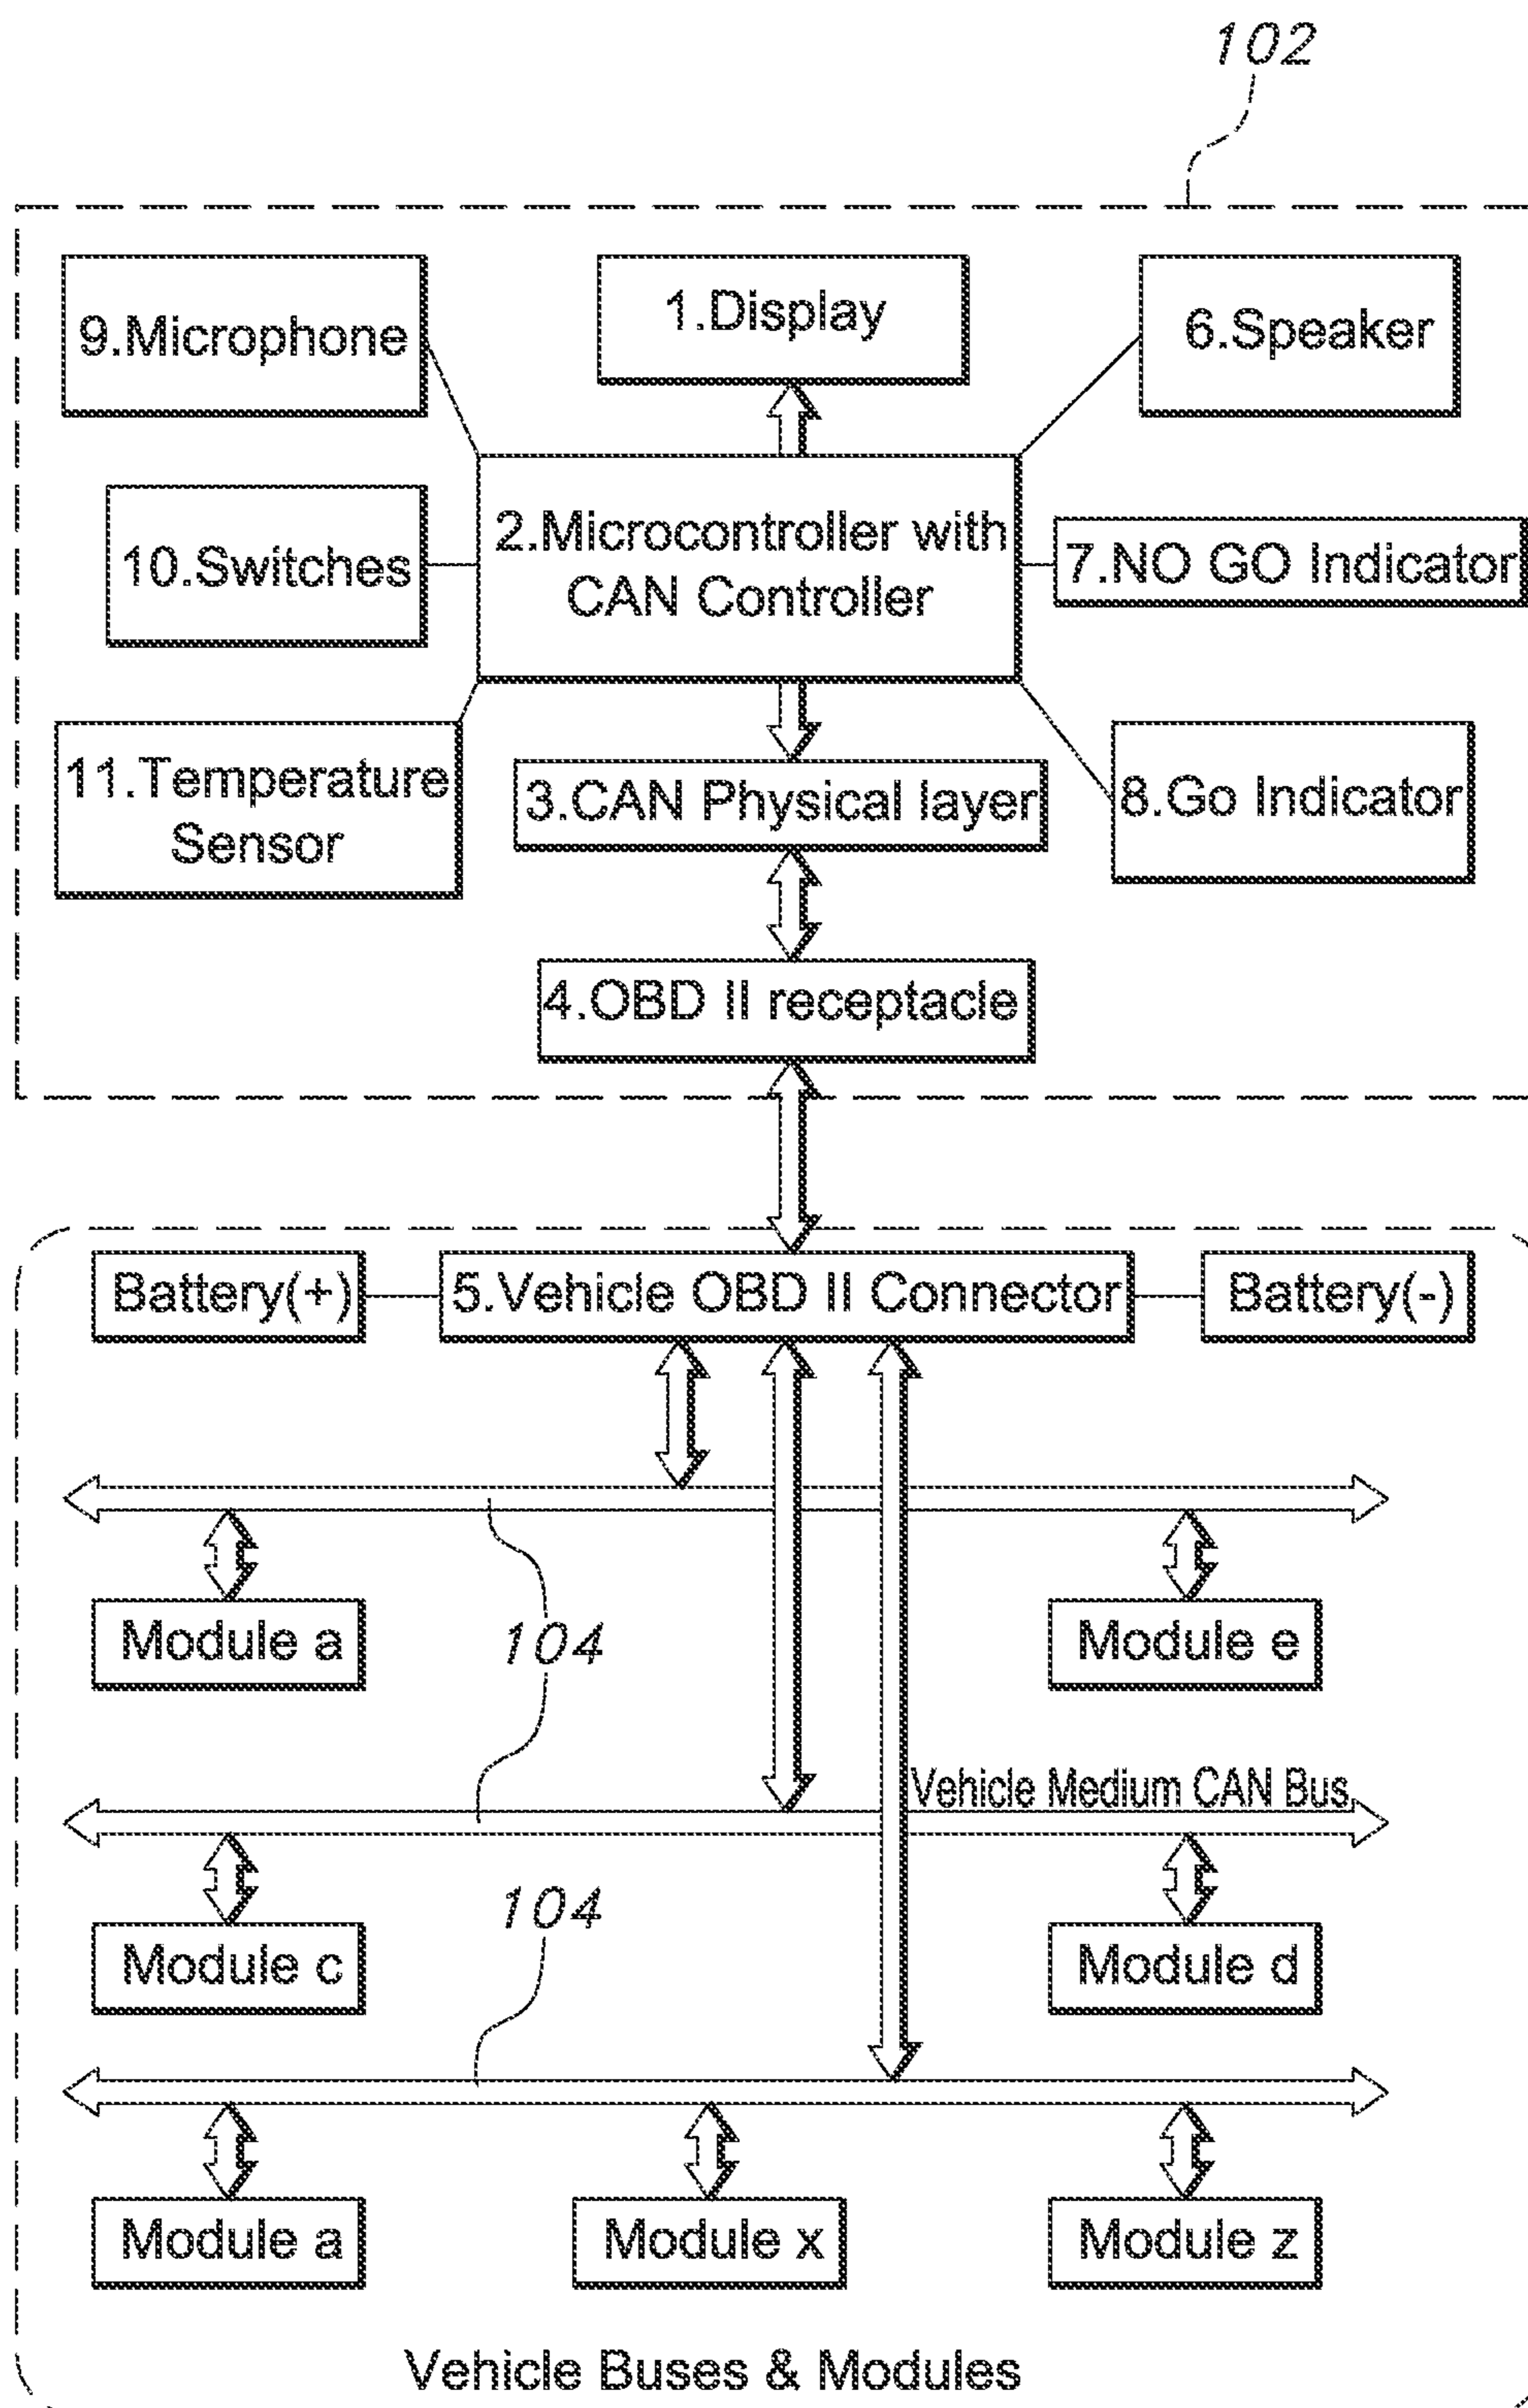 102
9.Microphone
1.Display
6.Speaker
10.Switches
2.Microcontroller with
CAN Controller
7.NO GO Indicator
11.Temperature
Sensor
3.CAN Physical layer
8.Go Indicator
4.OBD II receptacle
Battery(+)
5.Vehicle OBD II Connector
Battery(-)
Module a
104
Module e
Vehicle Medium CAN Bus
104
Module c
Module d
Module a
Module x
Module z
Vehicle Buses & Modules